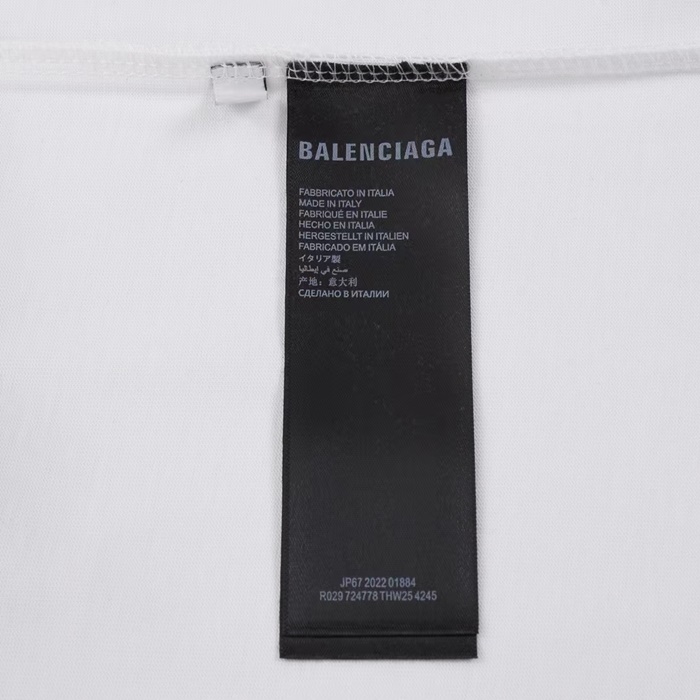 BALENCIAGA
FABBRICATO IN ITALIA
MADE IN ITALY
FABRIQUÉ EN ITALIE
HECHO EN ITALIA
HERGESTELLT IN ITALIEN
FABRICADO EM ITÁLIA
イタリア製
صنع في إيطاليا
产地：意大利
СДЕЛАНО В ИТАЛИИ
JP67 2022 01884
R029 724778 THW25 4245